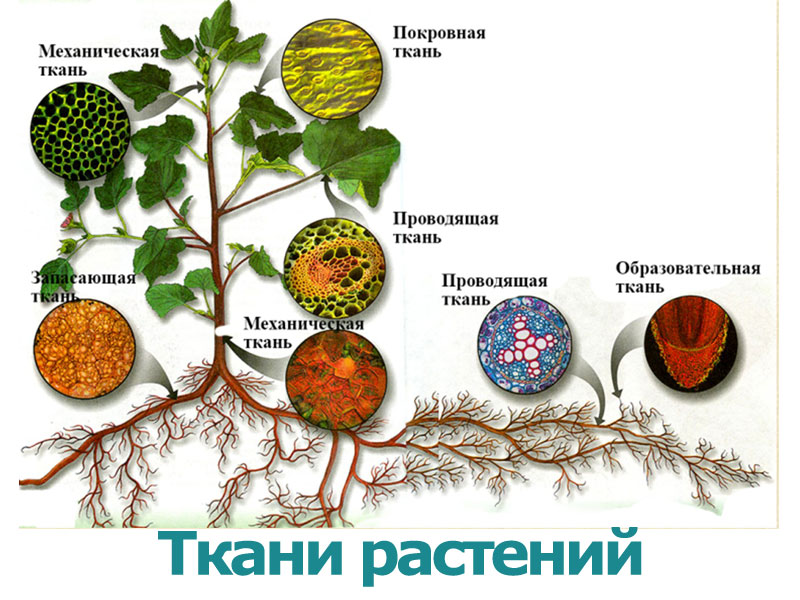 Механическая
ткань
Покровная
ткань
Проводящая
ткань
Запасающая
ткань
Механическая
ткань
Проводящая
ткань
Образовательная
ткань
Ткани растений